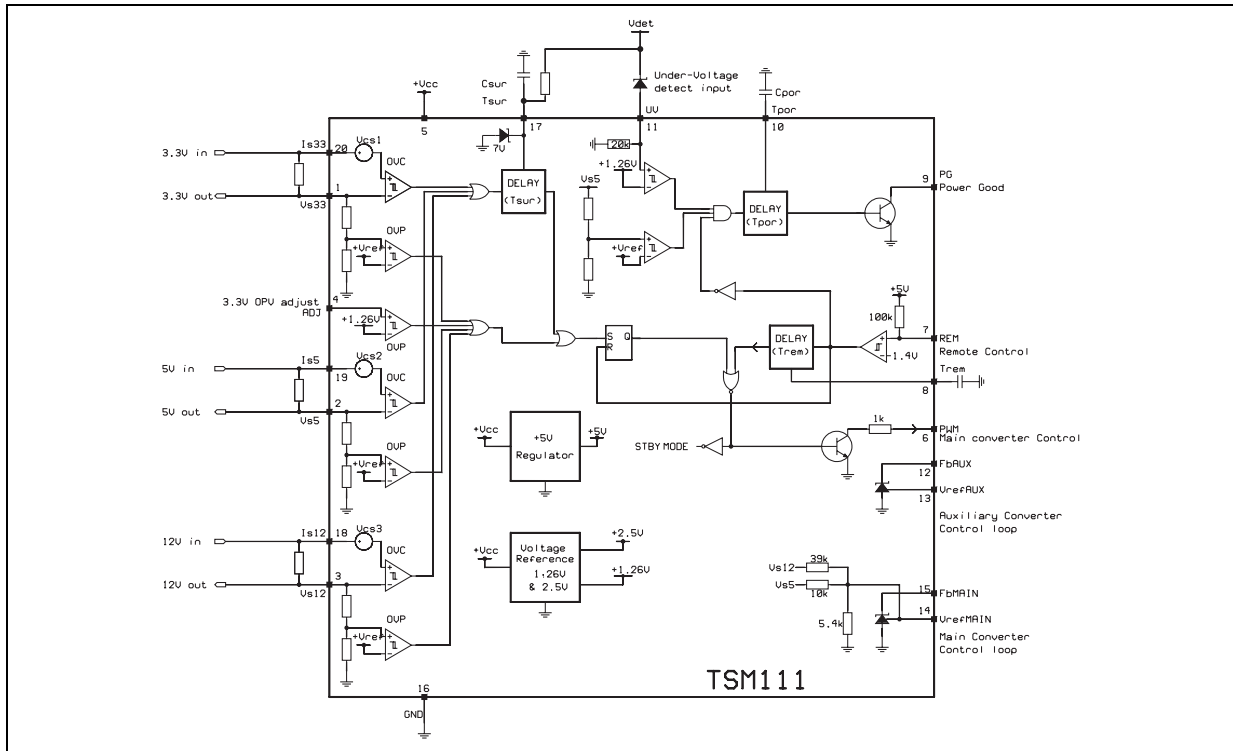 Vdet
Csur
Tsur
Under-Voltage
detect input
Cpor
Tpor
+Vcc
UV
5
17
11
10
7V
20k
3.3V in
Is33
20
Vcs1
OVC
+1.26V
DELAY
(Tsur)
Vs5
DELAY
(Tpor)
9
PG
Power Good
3.3V out
1
Vs33
OVP
+Vref
+Vref
3.3V OPV adjust
ADJ
4
+1.26V
OVP
+5V
100k
7
REM
Remote Control
-1.4V
S Q
R
DELAY
(Trem)
Trem
8
5V in
Is5
19
Vcs2
OVC
5V out
2
Vs5
OVP
+Vref
+Vcc
+5V
Regulator
+5V
STBY MODE
1k
PWM
6
Main converter Control
FbAUX
12
VrefAUX
13
Auxiliary Converter
Control loop
12V in
Is12
18
Vcs3
OVC
12V out
3
Vs12
OVP
+Vref
+Vcc
Voltage
Reference
1.26V
& 2.5V
+2.5V
+1.26V
Vs12
39k
Vs5
10k
5.4k
15
FbMAIN
14
VrefMAIN
Main Converter
Control loop
TSM111
16
GND